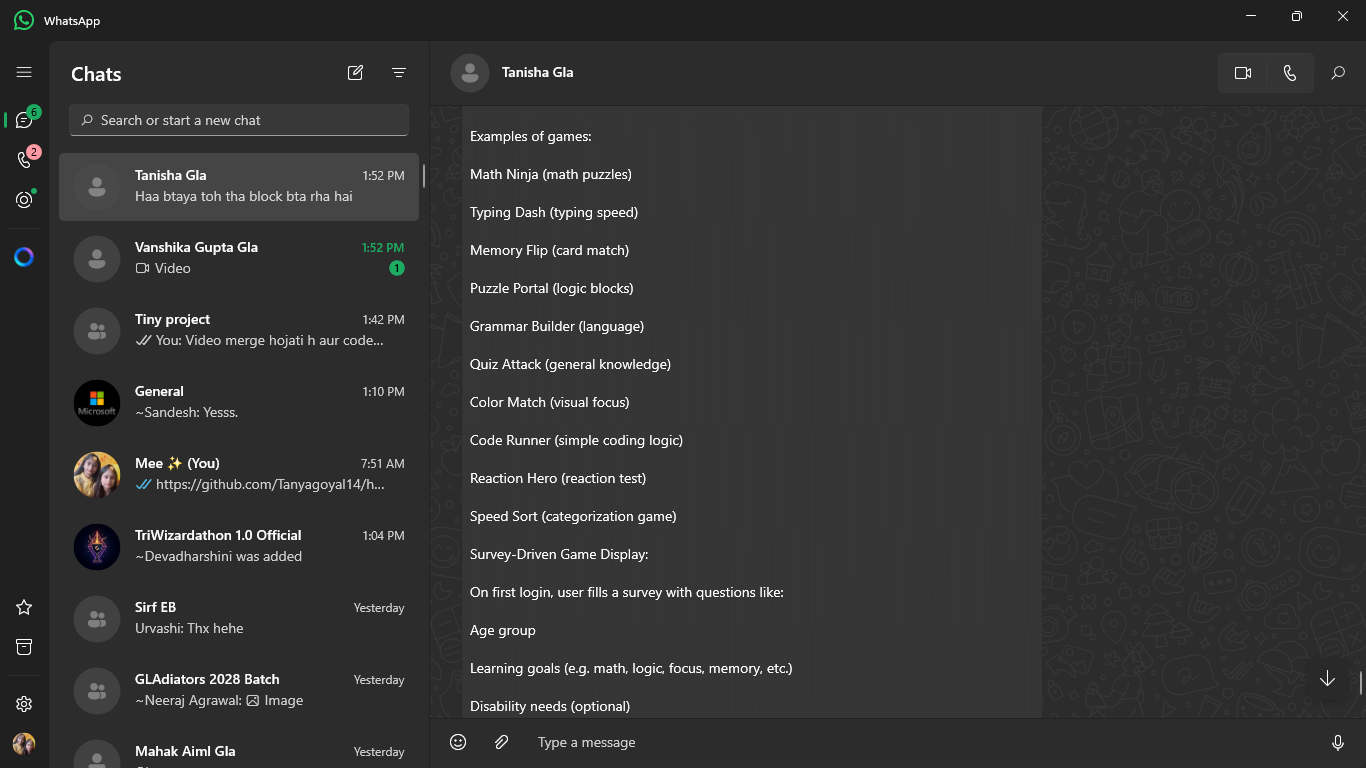 WhatsApp
Chats
Search or start a new chat
6
2
Tanisha Gla
1:52 PM
Haa btaya toh tha block bta rha hai
Vanshika Gupta Gla
1:52 PM
Video
1
Tiny project
1:42 PM
You: Video merge hojati h aur code...
Microsoft
General
1:10 PM
~Sandesh: Yesss.
Mee ✨ (You)
7:51 AM
https://github.com/Tanyagoyal14/h...
TriWizardathon 1.0 Official
1:04 PM
~Devadharshini was added
Sirf EB
Yesterday
Urvashi: Thx hehe
GLAdiators 2028 Batch
Yesterday
~Neeraj Agrawal: Image
Mahak Aiml Gla
Yesterday
Tanisha Gla
Examples of games:
Math Ninja (math puzzles)
Typing Dash (typing speed)
Memory Flip (card match)
Puzzle Portal (logic blocks)
Grammar Builder (language)
Quiz Attack (general knowledge)
Color Match (visual focus)
Code Runner (simple coding logic)
Reaction Hero (reaction test)
Speed Sort (categorization game)
Survey-Driven Game Display:
On first login, user fills a survey with questions like:
Age group
Learning goals (e.g. math, logic, focus, memory, etc.)
Disability needs (optional)
Type a message